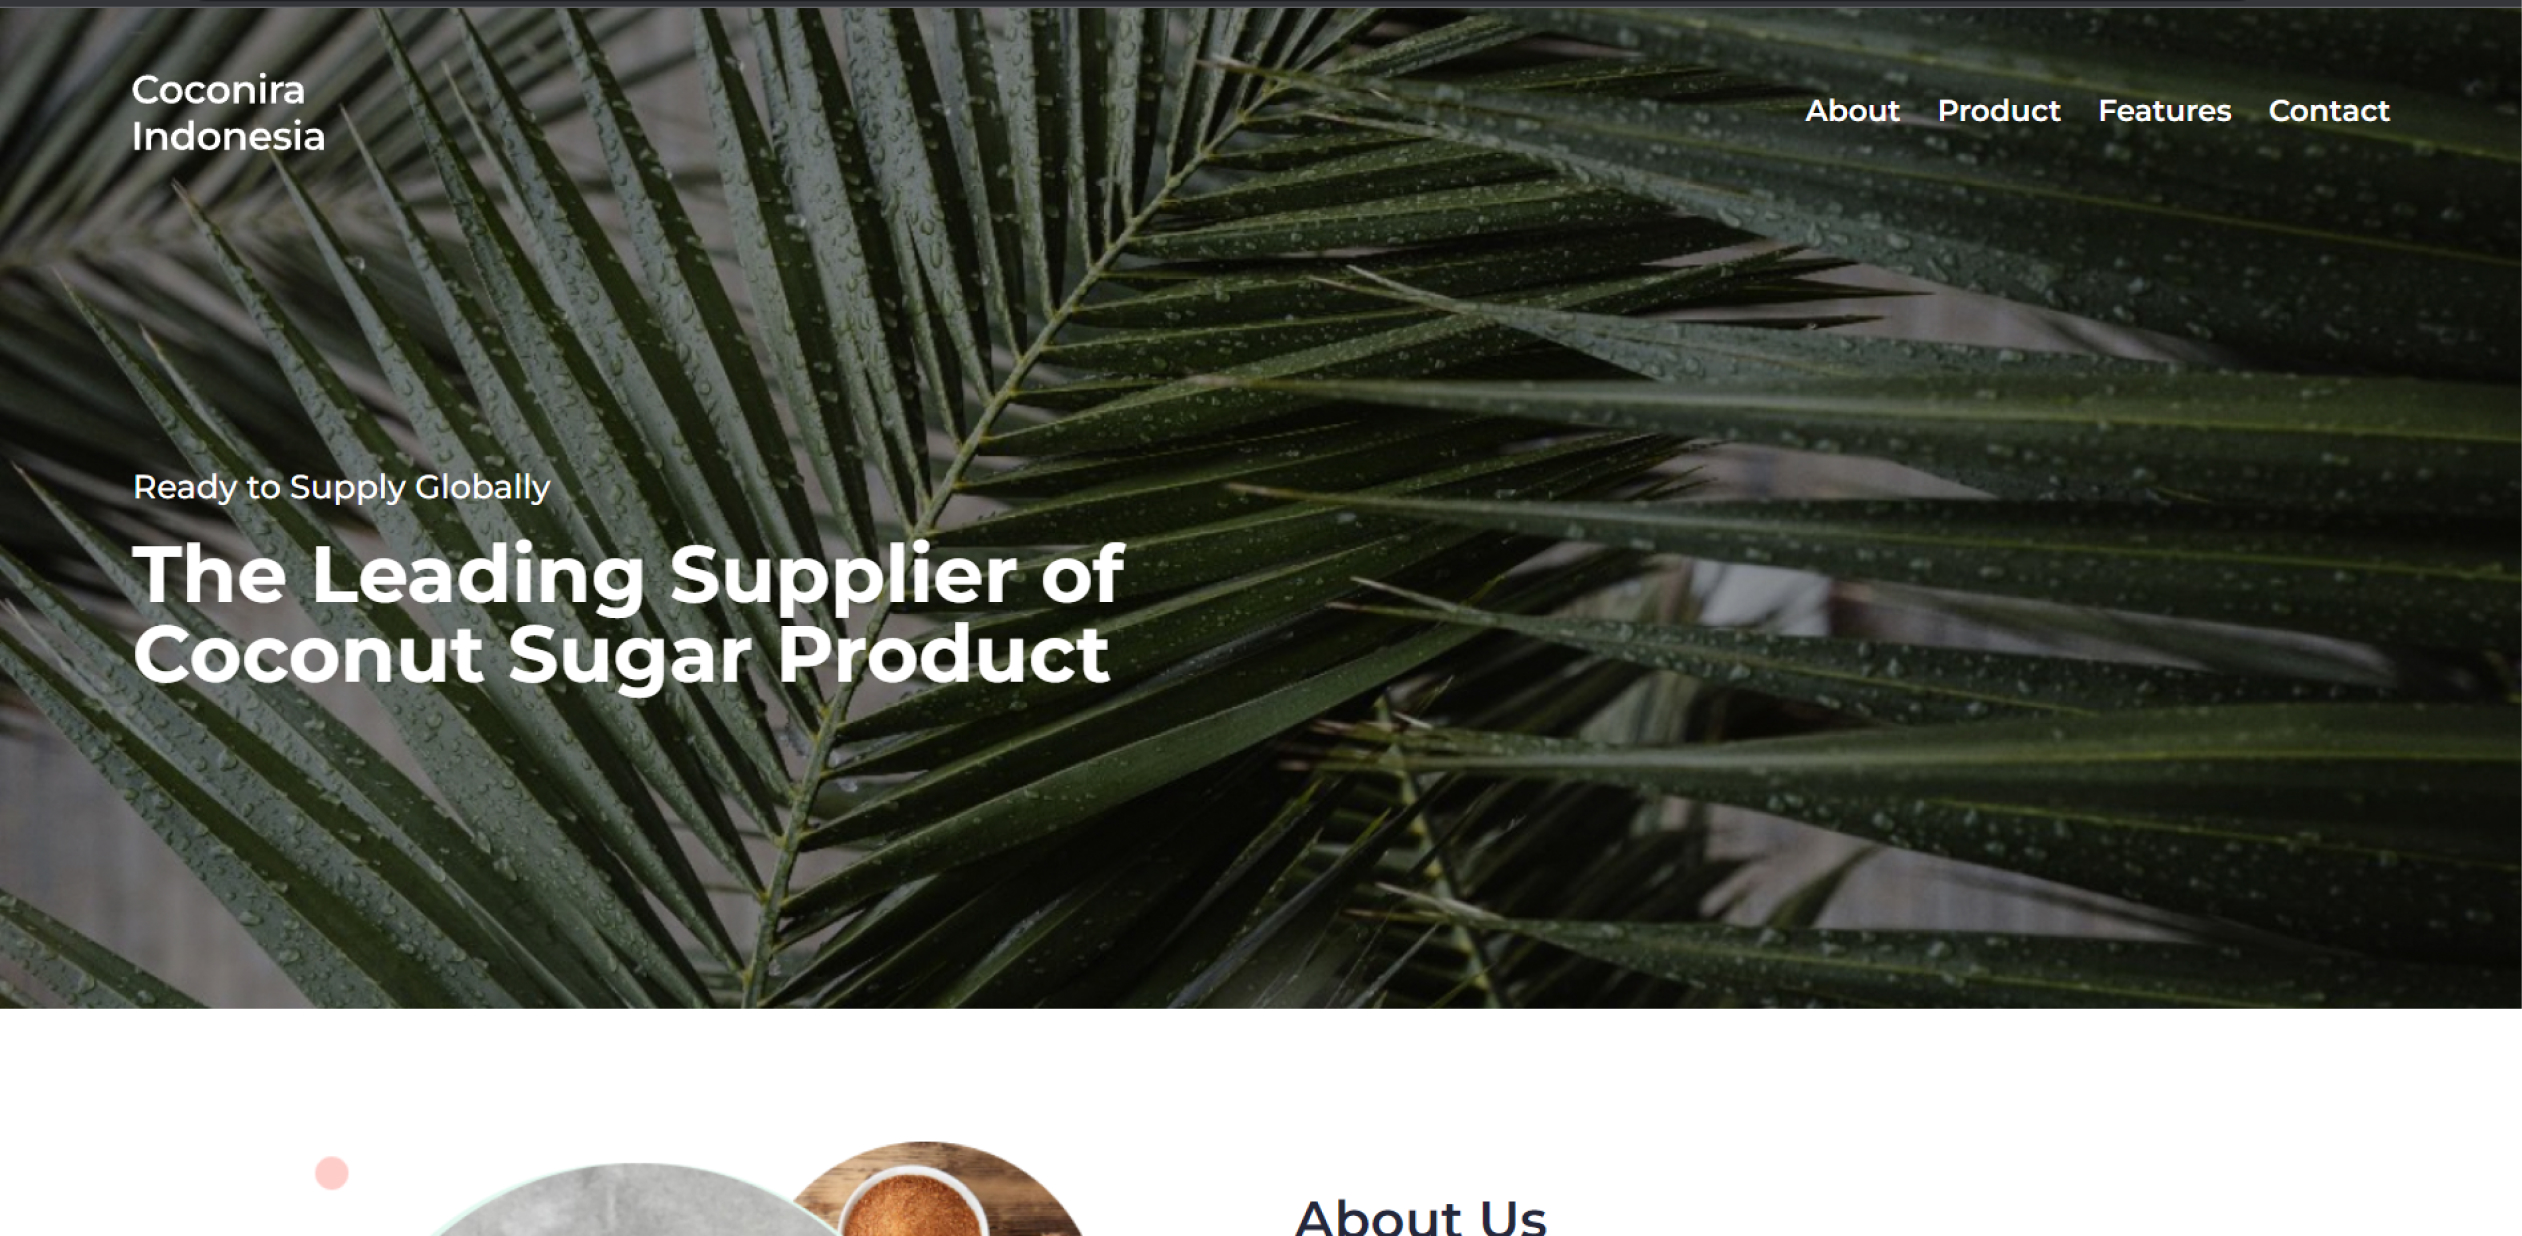 Coconira
Indonesia
About Product Features Contact
Ready to Supply Globally
The Leading Supplier of
Coconut Sugar Product
About Us